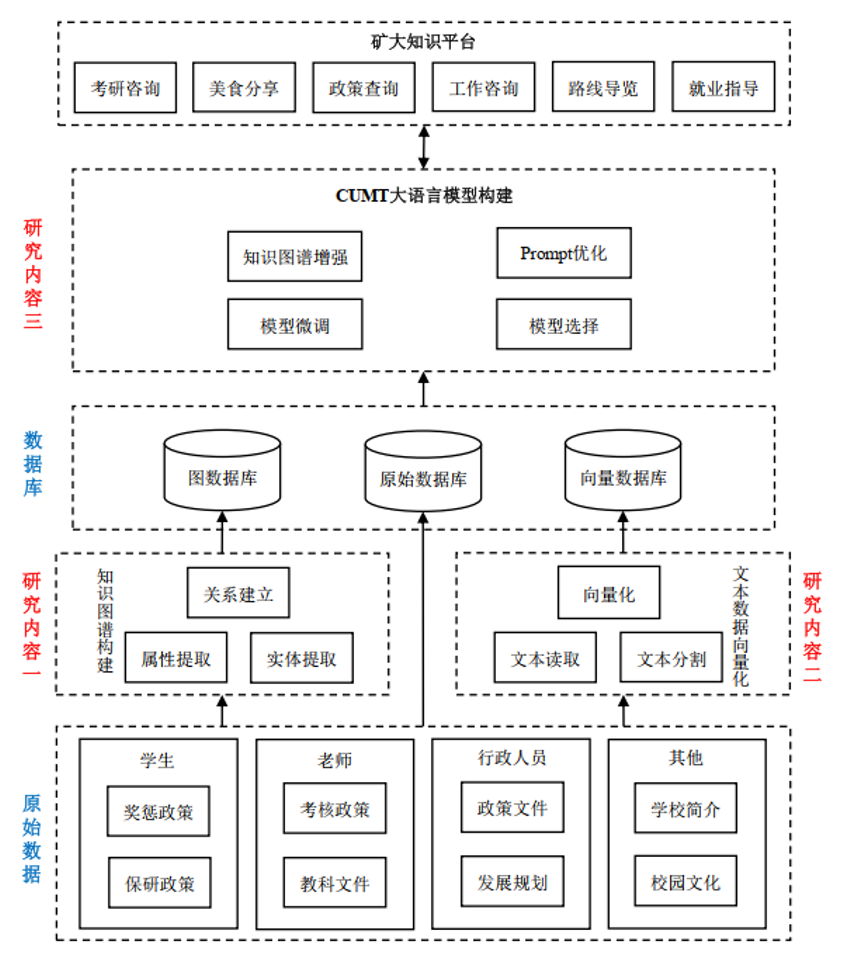 矿大知识平台
考研咨询
美食分享
政策查询
工作咨询
路线导览
就业指导
研究内容三
CUMT大语言模型构建
知识图谱增强
Prompt优化
模型微调
模型选择
数据库
图数据库
原始数据库
向量数据库
研究内容一
知识图谱构建
关系建立
属性提取
实体提取
向量化
文本读取
文本分割
文本数据向量化
研究内容二
原始数据
学生
奖惩政策
保研政策
老师
考核政策
教科文件
行政人员
政策文件
发展规划
其他
学校简介
校园文化